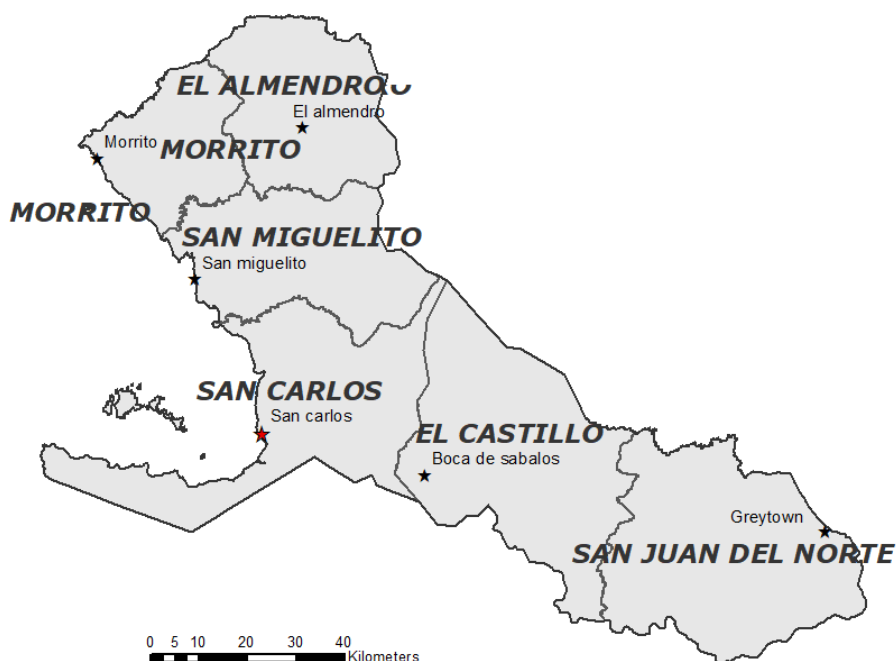 EL ALMENDRO
El almendro
Morrito
MORRITO
MORRITO
SAN MIGUELITO
San miguelito
SAN CARLOS
San carlos
EL CASTILLO
Boca de sabalos
Greytown
SAN JUAN DEL NORTE
0 5 10 20 30 40
Kilometers